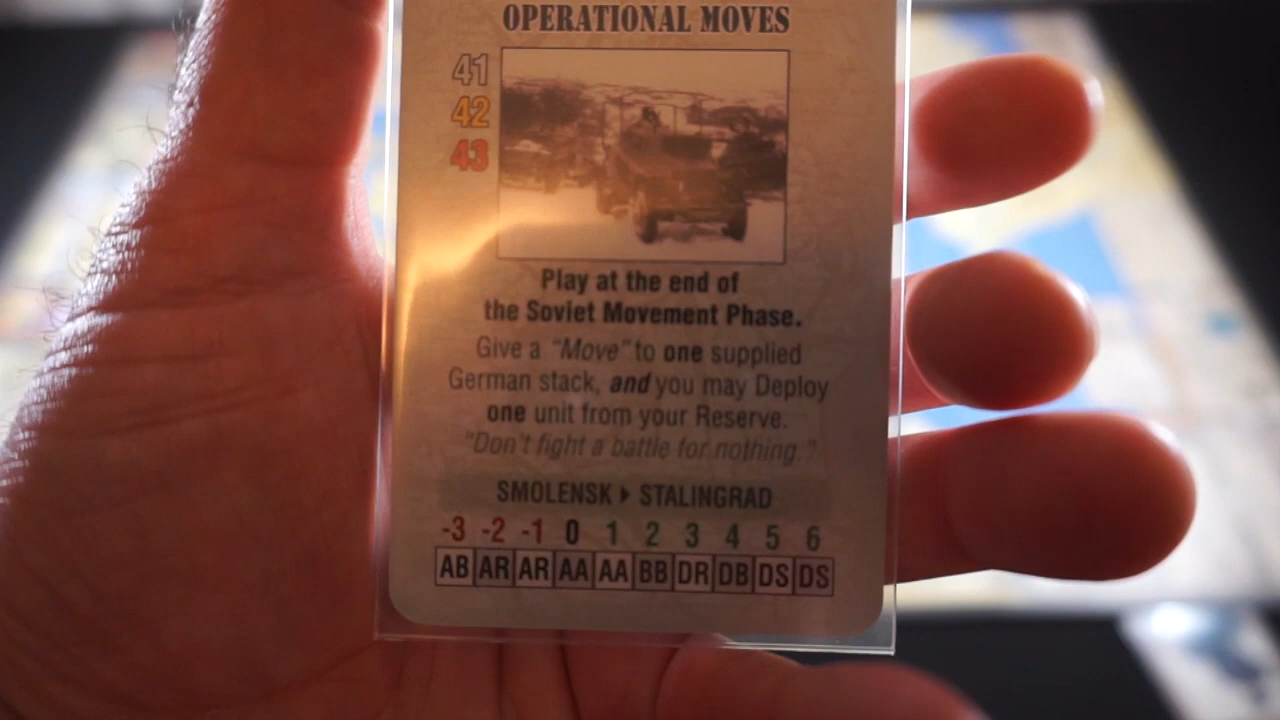 OPERATIONAL MOVES
41
42
43
Play at the end of
the Soviet Movement Phase.
Give a "Move" to one supplied
German stack, and you may Deploy
one unit from your Reserve.
"Don't fight a battle for nothing."
SMOLENSK ▸ STALINGRAD
-3 -2 -1 0 1 2 3 4 5 6
AB AR AR AA AA BB DR DB DS DS